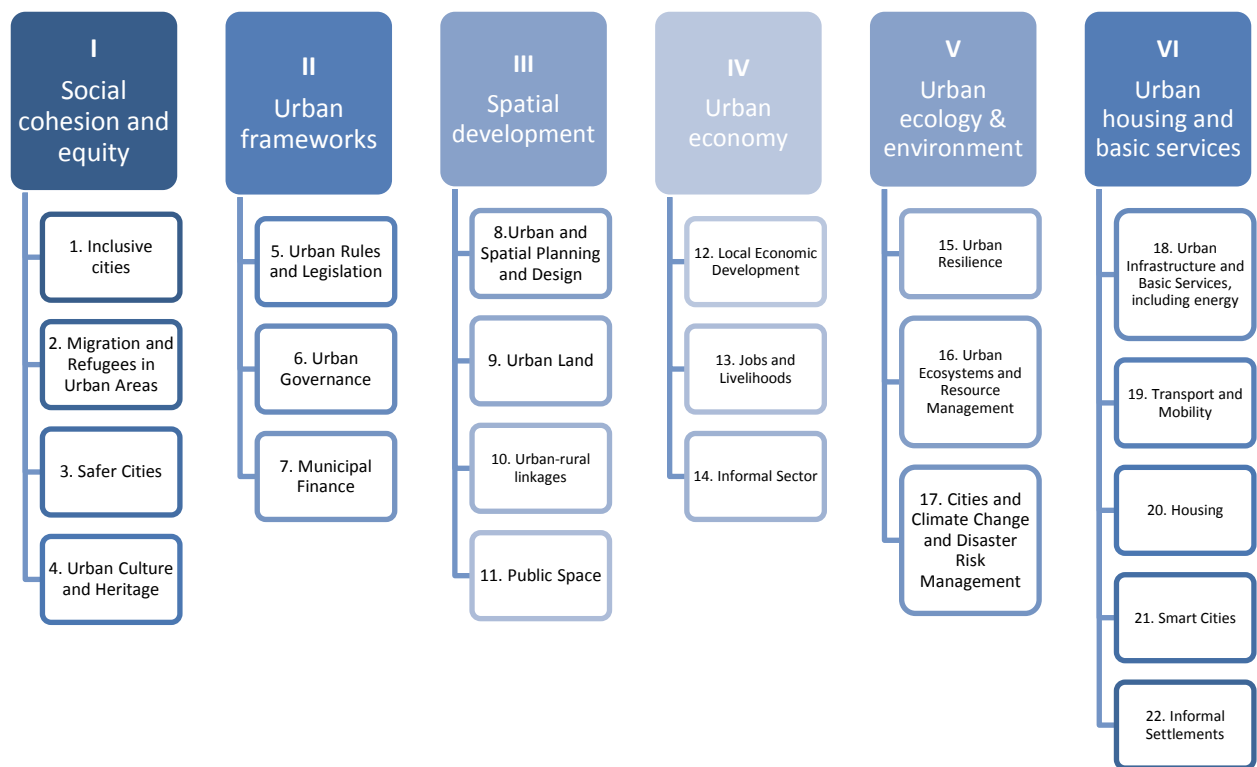 I
Social
cohesion and
equity
1. Inclusive
cities
2. Migration and
Refugees in
Urban Areas
3. Safer Cities
4. Urban Culture
and Heritage
II
Urban
frameworks
5. Urban Rules
and Legislation
6. Urban
Governance
7. Municipal
Finance
III
Spatial
development
8.Urban and
Spatial Planning
and Design
9. Urban Land
10. Urban-rural
linkages
11. Public Space
IV
Urban
economy
12. Local Economic
Development
13. Jobs and
Livelihoods
14. Informal Sector
V
Urban
ecology &
environment
15. Urban
Resilience
16. Urban
Ecosystems and
Resource
Management
17. Cities and
Climate Change
and Disaster
Risk
Management
VI
Urban
housing and
basic services
18. Urban
Infrastructure and
Basic Services,
including energy
19. Transport and
Mobility
20. Housing
21. Smart Cities
22. Informal
Settlements